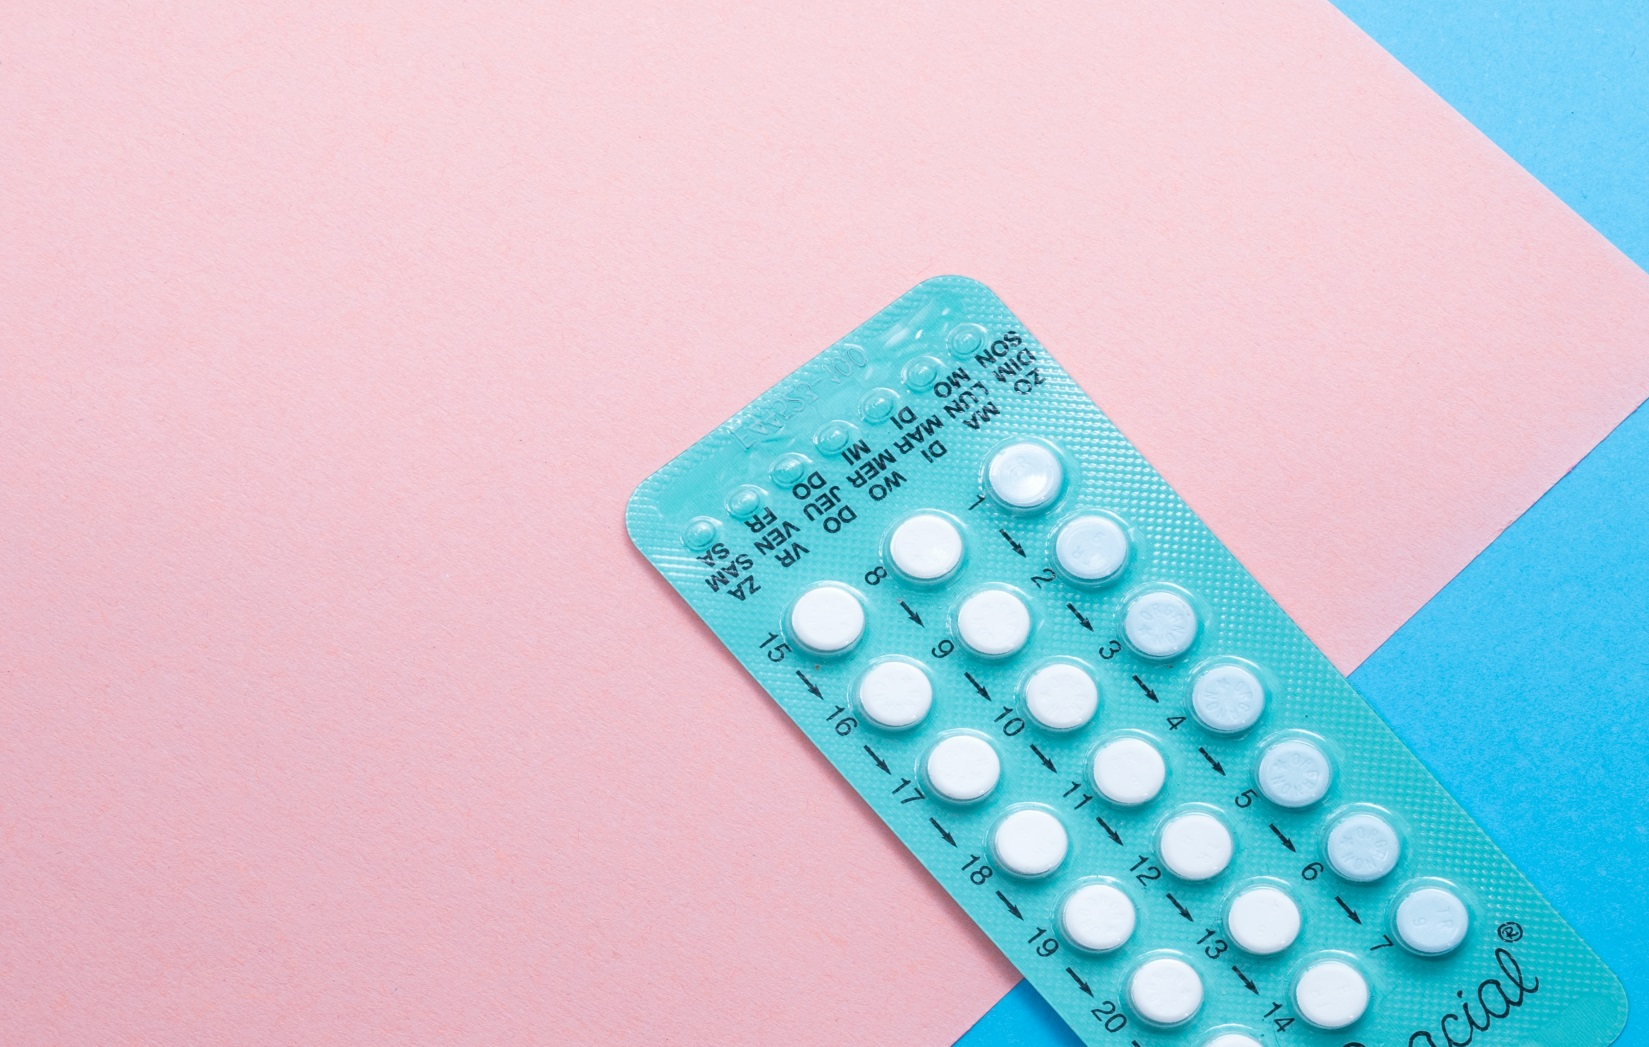 SON MO DI MI DO FR SA
DIM LUN MAR MER JEU VEN SAM
ZO MA DI WO DO VR ZA
1 → 2 → 3 → 4 → 5 → 6 → 7
8 → 9 → 10 → 11 → 12 → 13 → 14
15 → 16 → 17 → 18 → 19 → 20 →
acial®